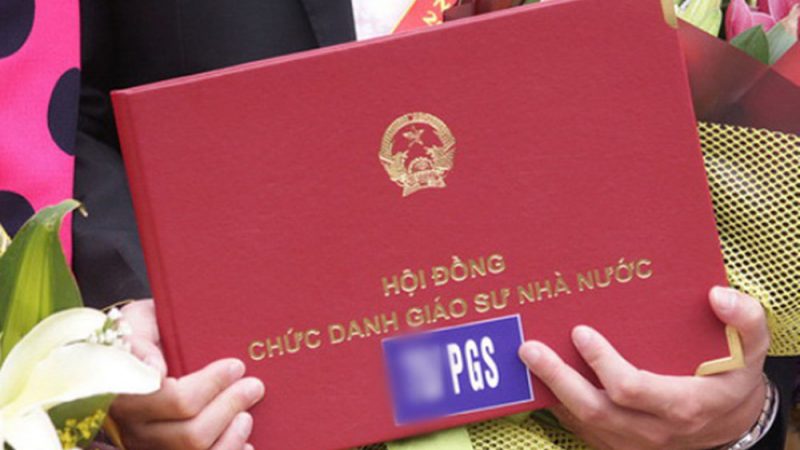 HỘI ĐỒNG
CHỨC DANH GIÁO SƯ NHÀ NƯỚC
PGS